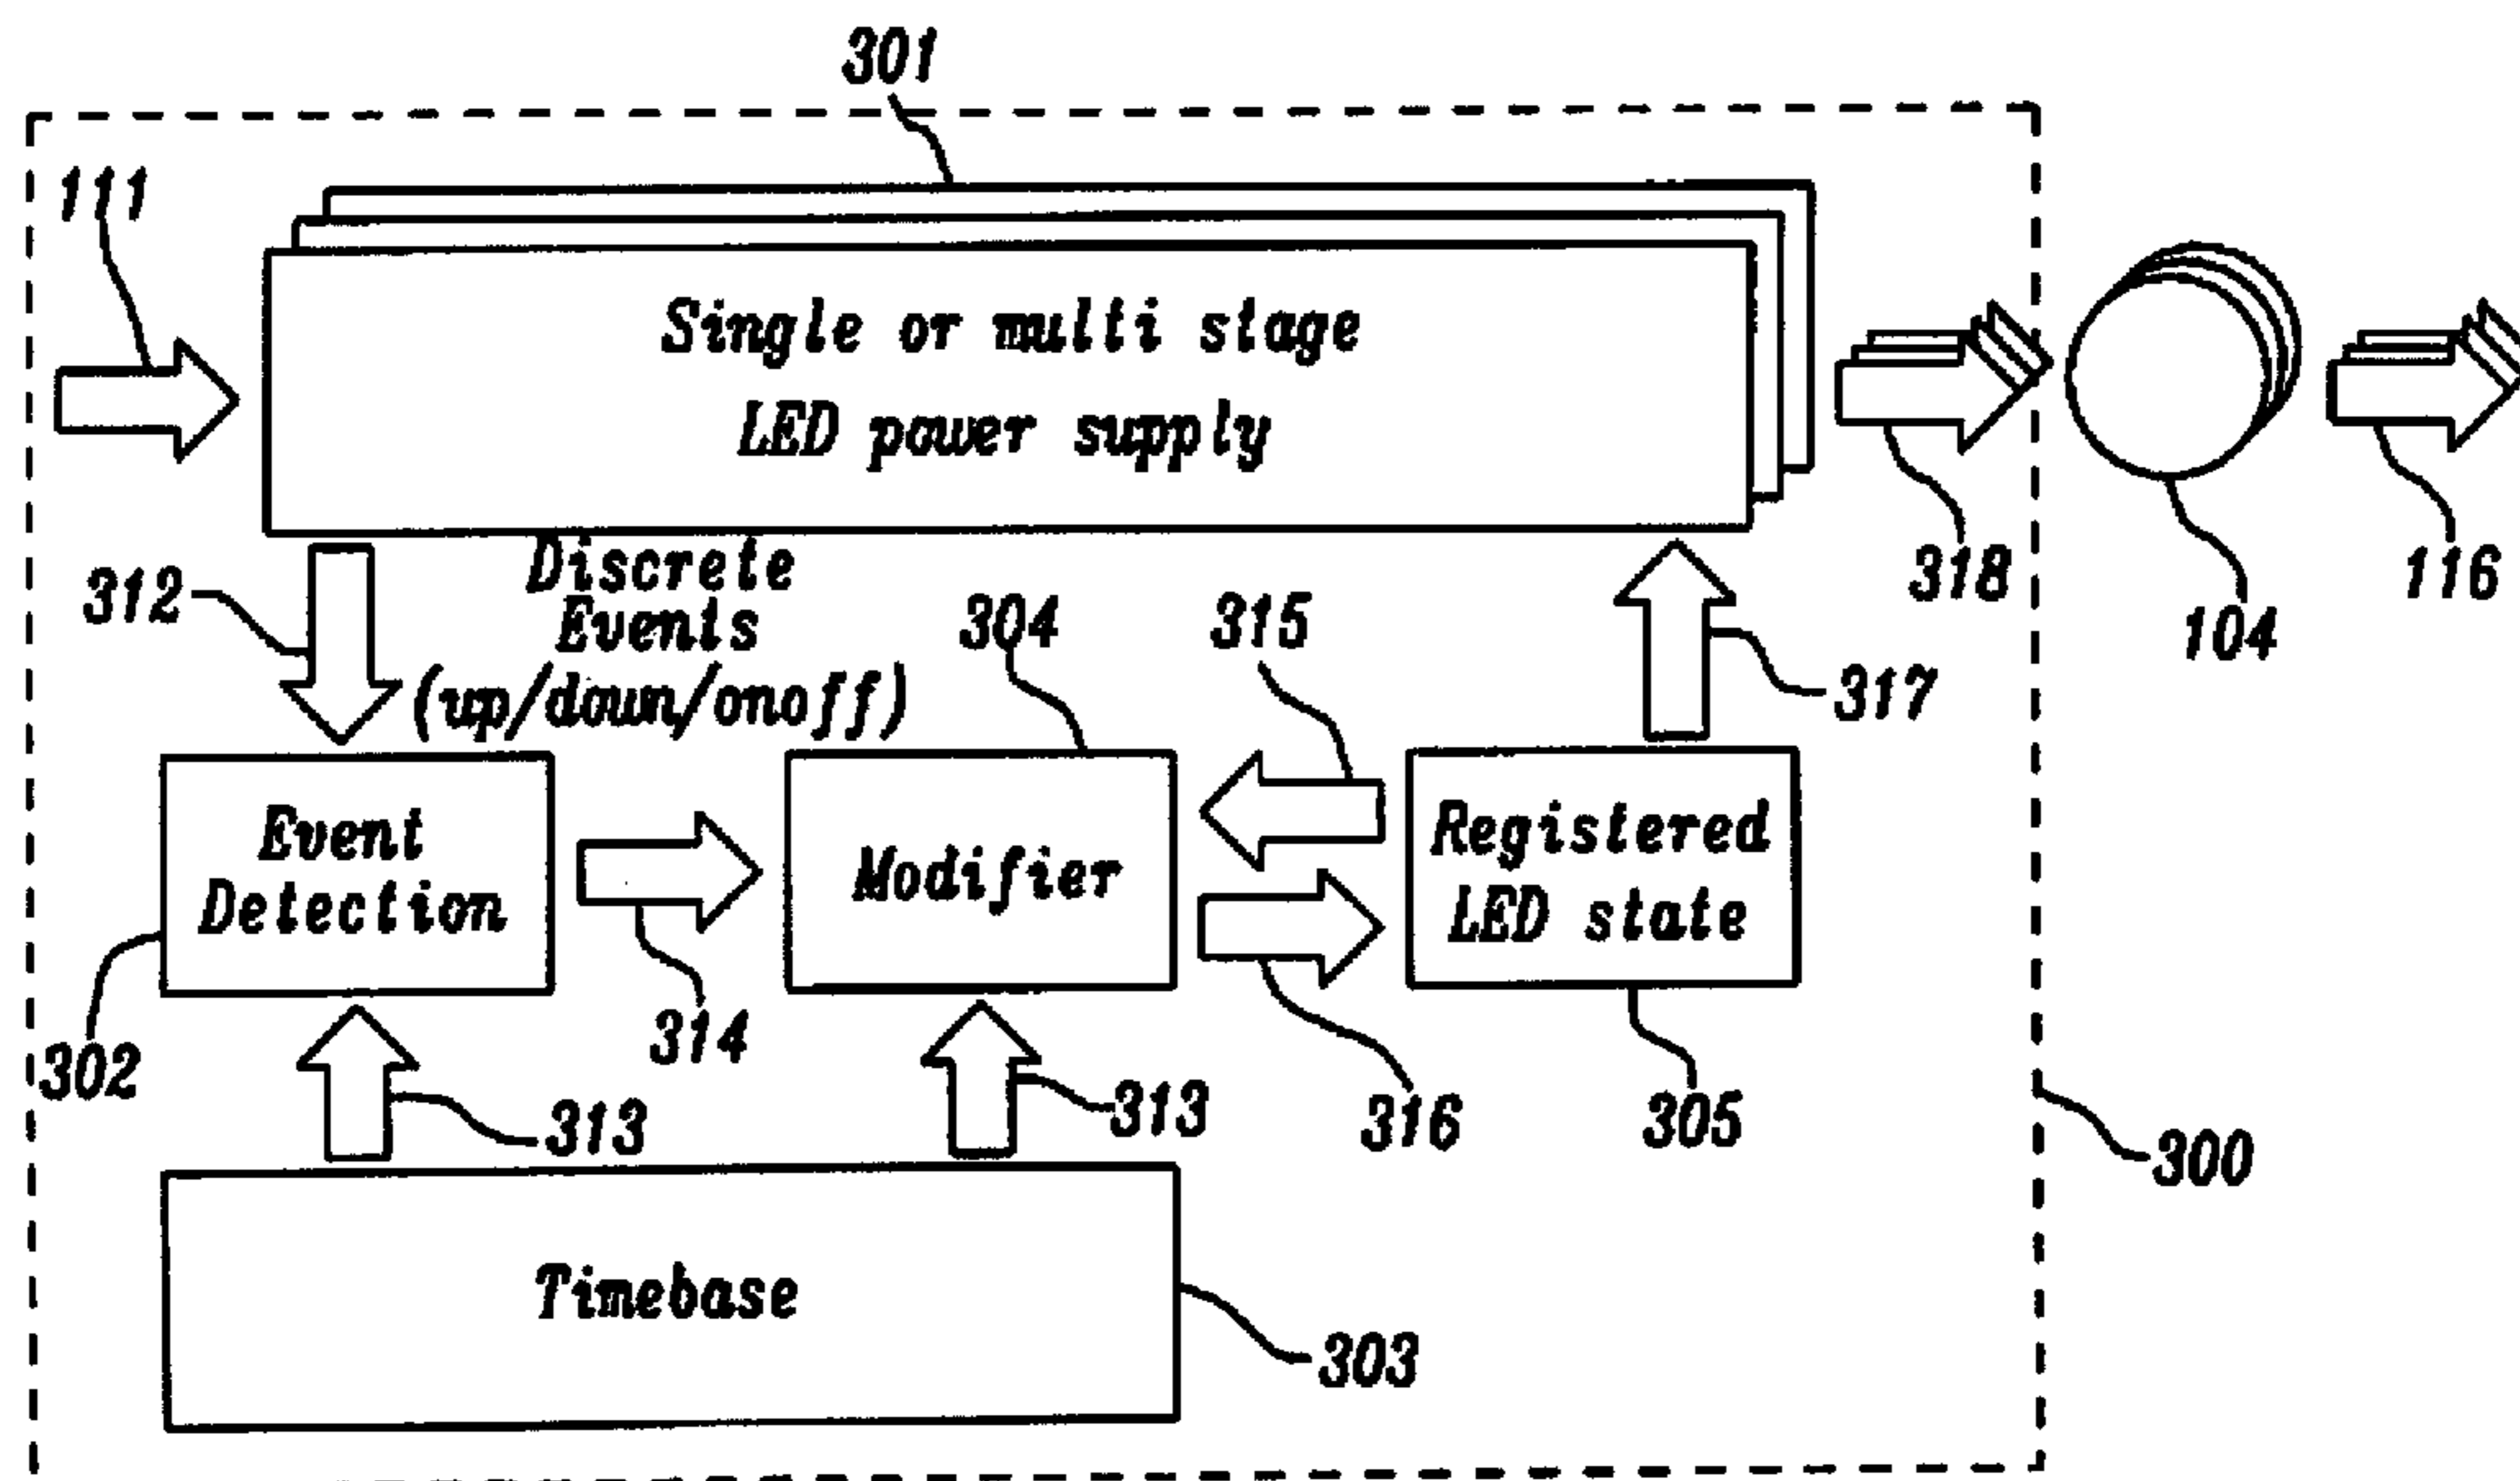 301
111
Single or multi stage
LED power supply
318
104
116
312
Discrete
Events
(up/down/onoff)
304
315
317
Event
Detection
Modifier
Registered
LED state
302
314
313
313
316
305
300
Timebase
303